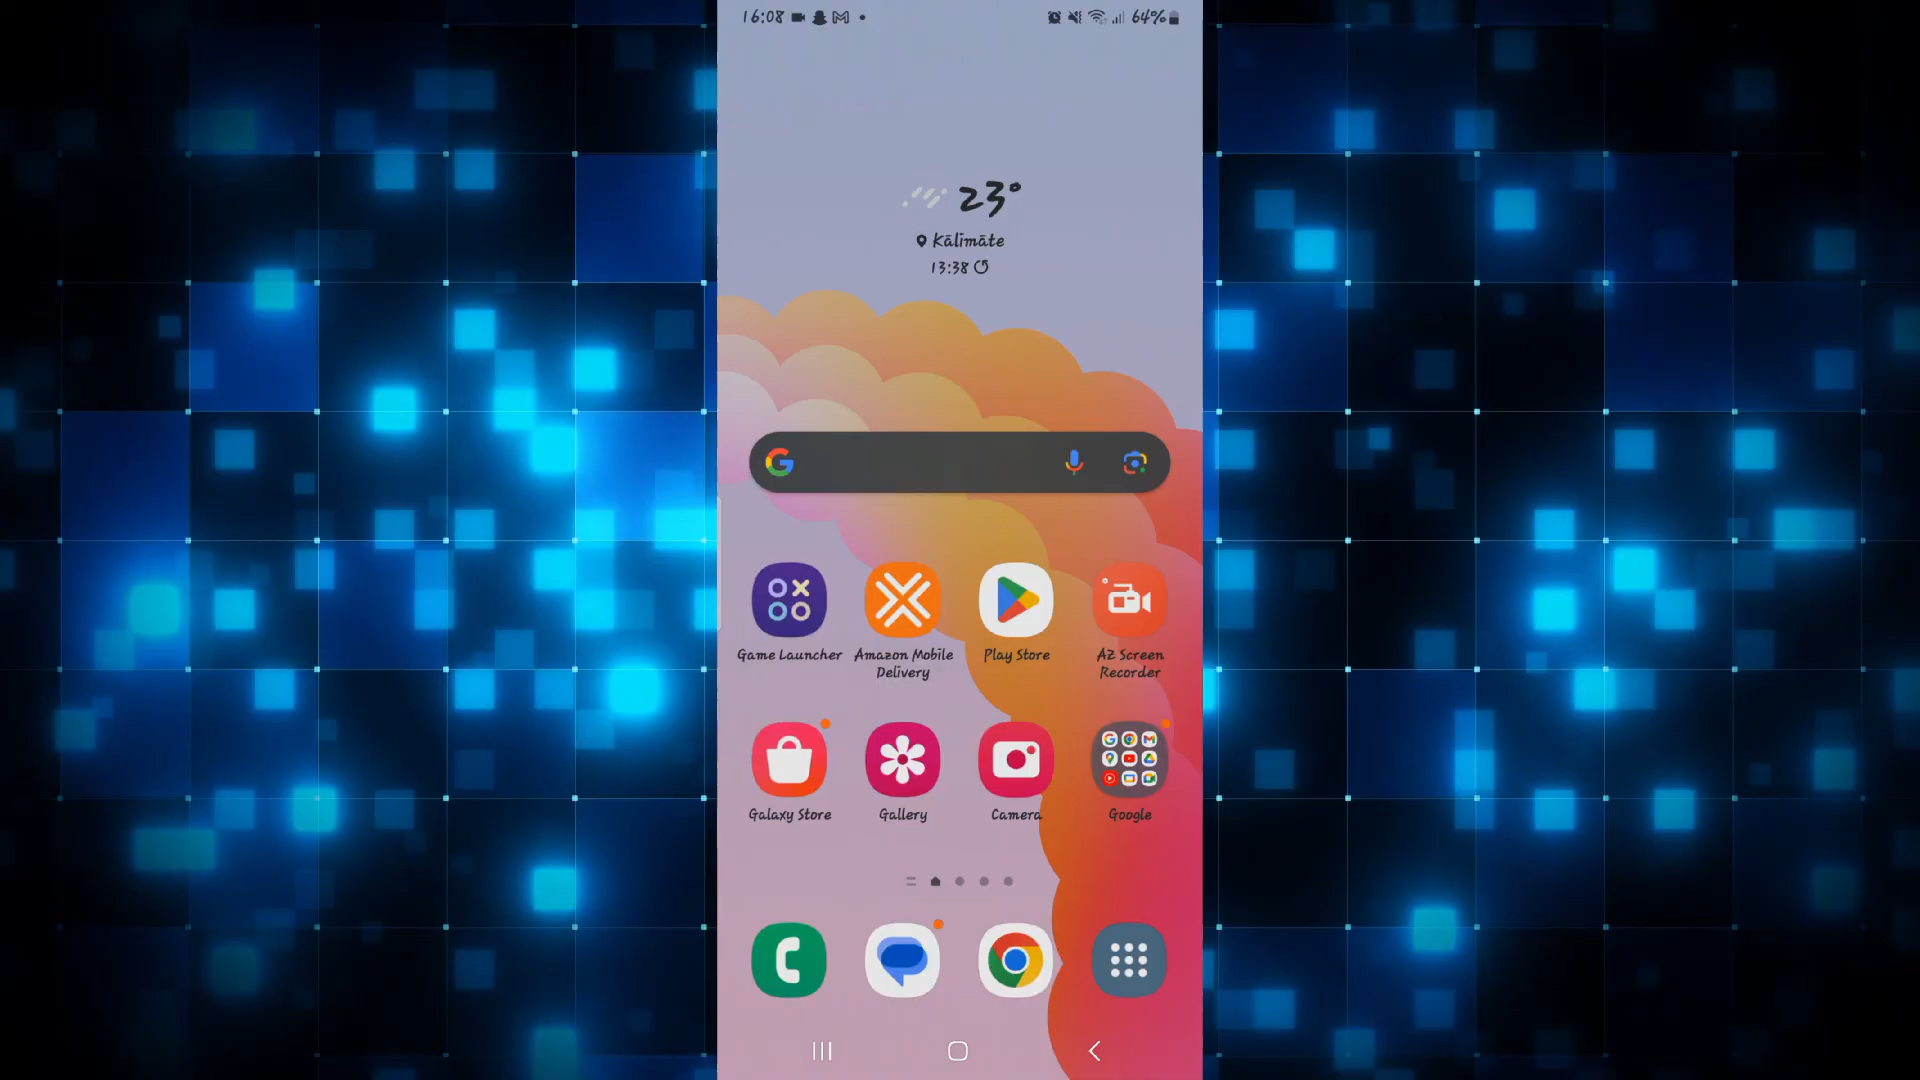 16:08
64%
23°
Kālīmāṭe
13:38
Game Launcher
Amazon Mobile Delivery
Play Store
AZ Screen Recorder
Galaxy Store
Gallery
Camera
Google